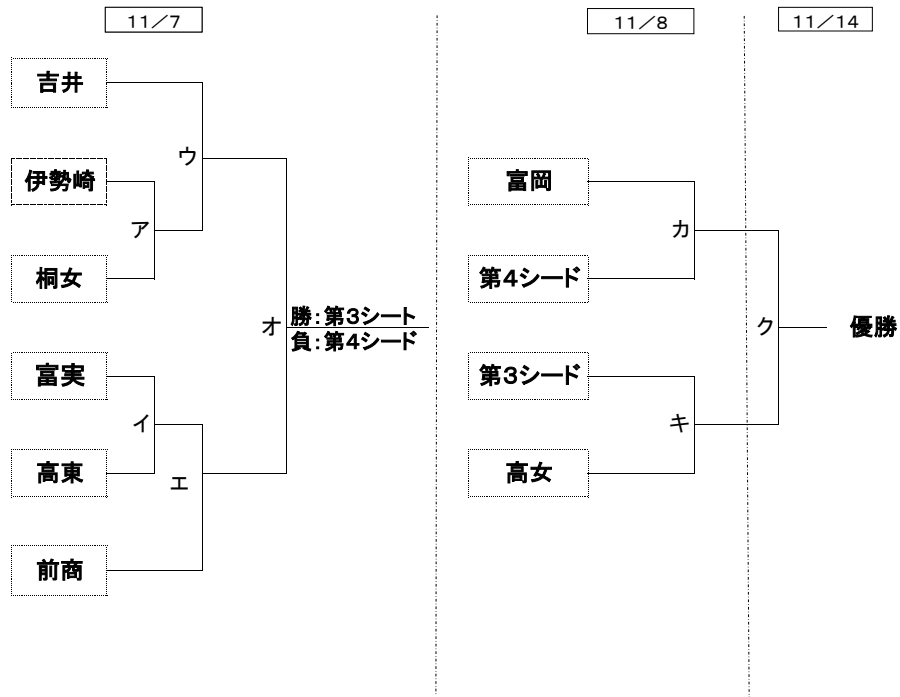 11／7
11／8
11／14
吉井
ウ
伊勢崎
ア
桐女
オ
勝：第3シート
負：第4シード
富実
イ
高東
エ
前商
富岡
カ
第4シード
ク
優勝
第3シード
キ
高女